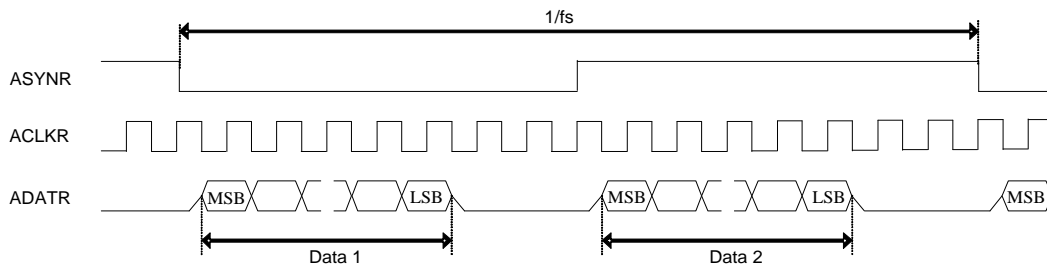 1/fs
ASYNR
ACLKR
ADATR
MSB LSB MSB LSB MSB
Data 1 Data 2